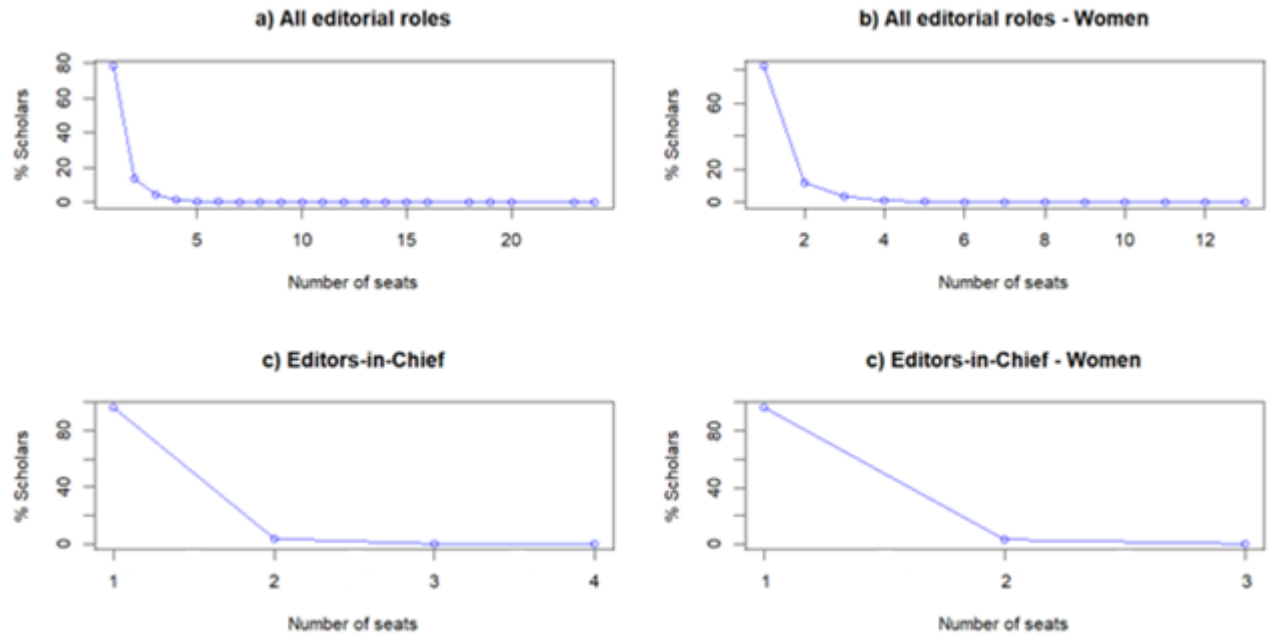 a) All editorial roles
% Scholars
80
60
40
20
0
5 10 15 20
Number of seats
b) All editorial roles - Women
% Scholars
60
20
0
2 4 6 8 10 12
Number of seats
c) Editors-in-Chief
% Scholars
80
40
0
1 2 3 4
Number of seats
c) Editors-in-Chief - Women
% Scholars
80
40
0
1 2 3
Number of seats